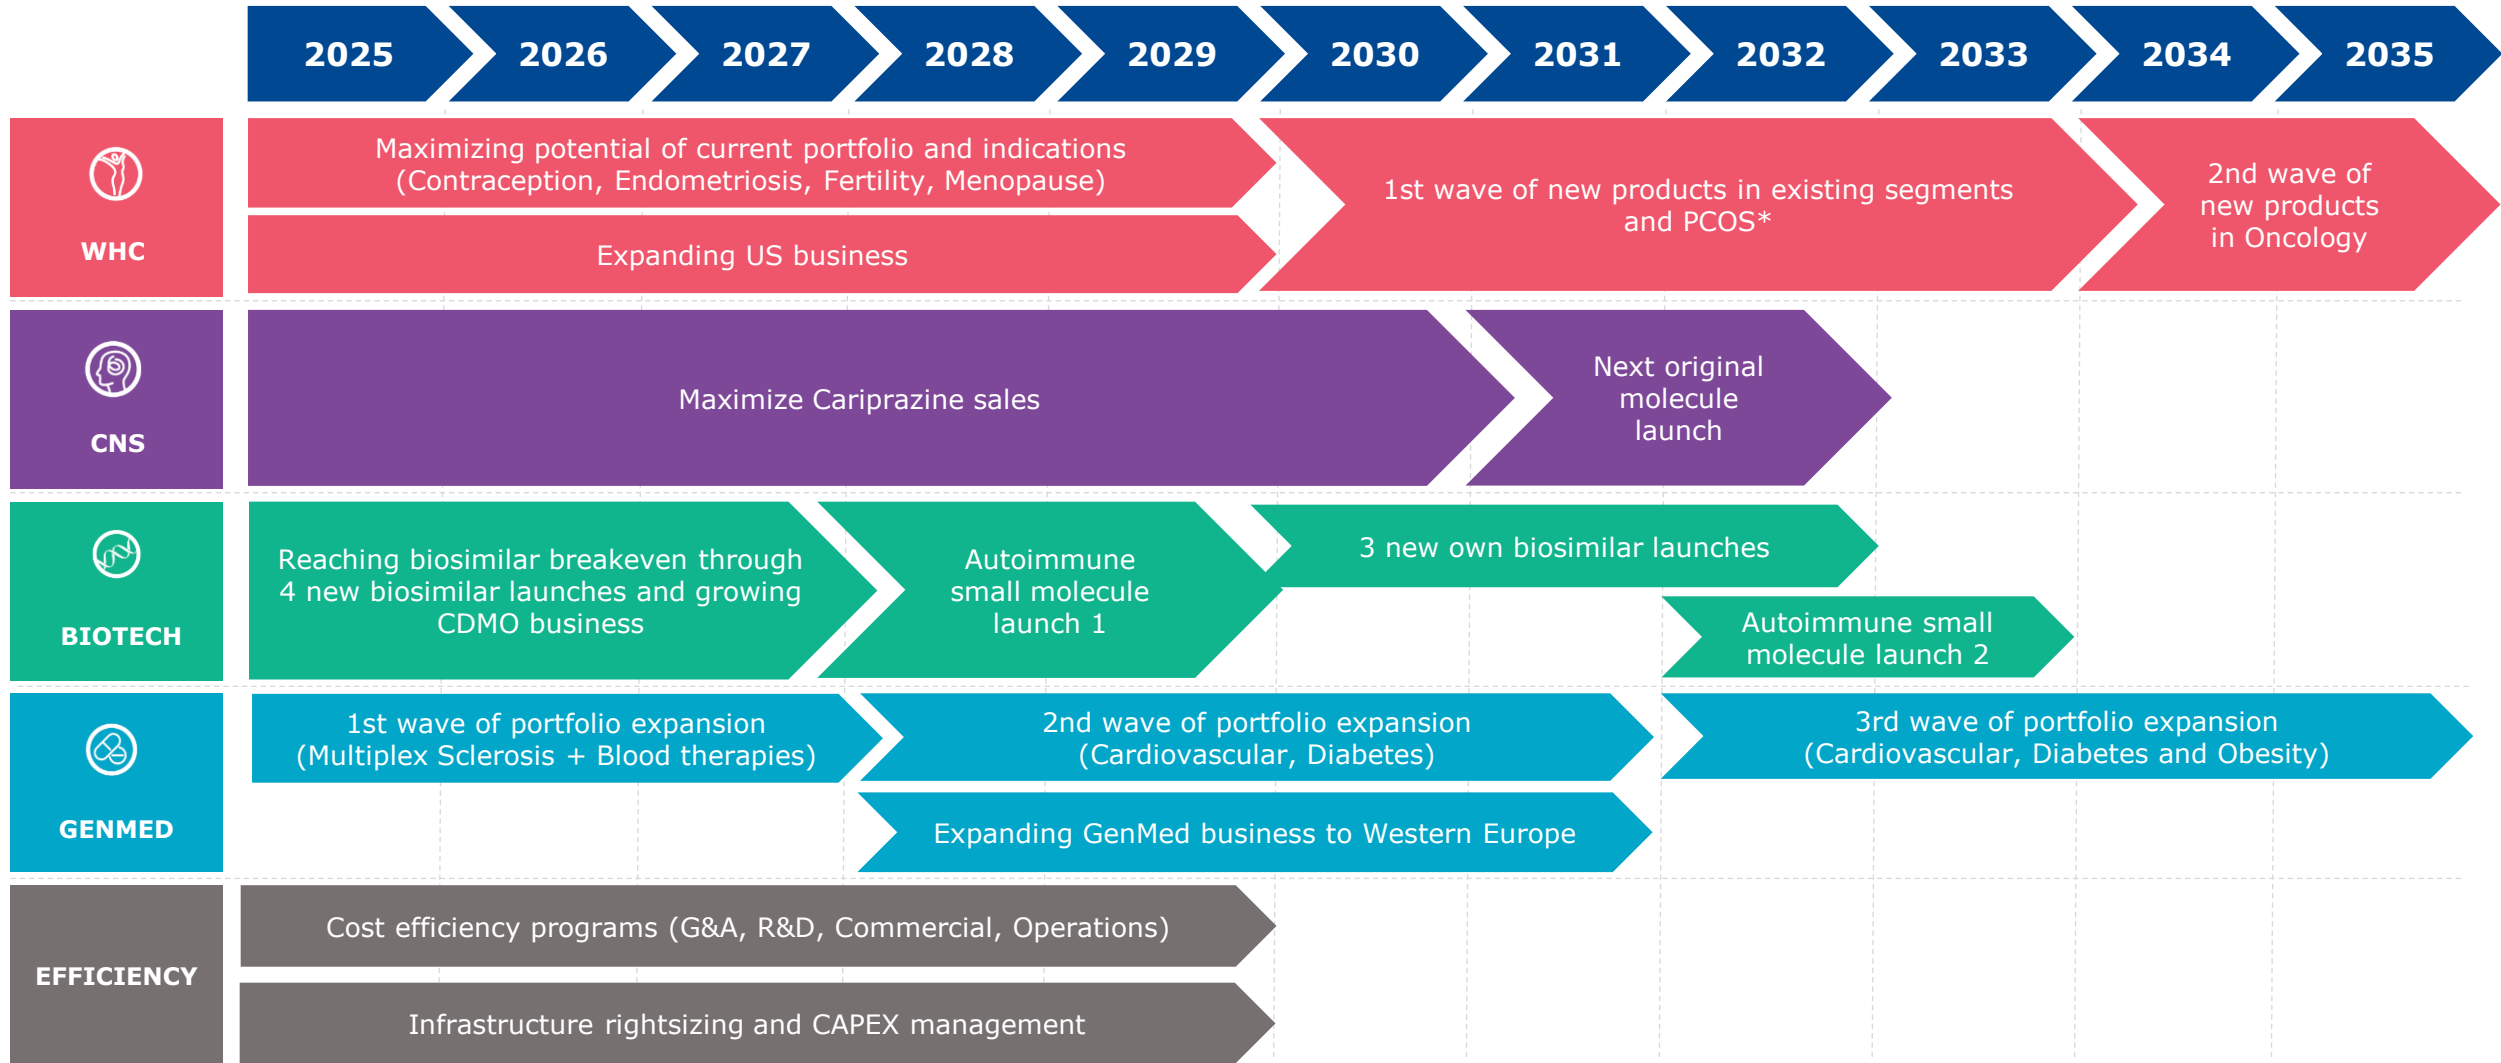 2025 2026 2027 2028 2029 2030 2031 2032 2033 2034 2035
WHC
Maximizing potential of current portfolio and indications
(Contraception, Endometriosis, Fertility, Menopause)
Expanding US business
1st wave of new products in existing segments
and PCOS*
2nd wave of
new products
in Oncology
CNS
Maximize Cariprazine sales
Next original
molecule
launch
BIOTECH
Reaching biosimilar breakeven through
4 new biosimilar launches and growing
CDMO business
Autoimmune
small molecule
launch 1
3 new own biosimilar launches
Autoimmune small
molecule launch 2
GENMED
1st wave of portfolio expansion
(Multiplex Sclerosis + Blood therapies)
2nd wave of portfolio expansion
(Cardiovascular, Diabetes)
3rd wave of portfolio expansion
(Cardiovascular, Diabetes and Obesity)
Expanding GenMed business to Western Europe
EFFICIENCY
Cost efficiency programs (G&A, R&D, Commercial, Operations)
Infrastructure rightsizing and CAPEX management